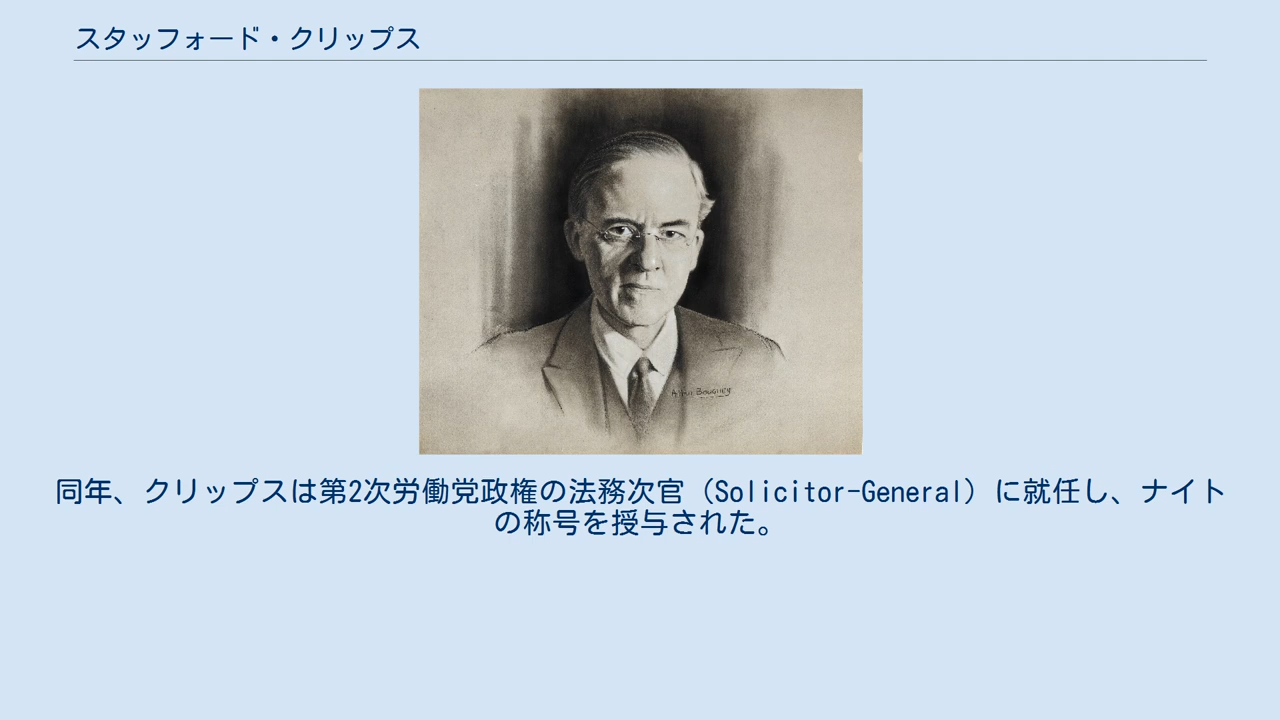 スタッフォード・クリップス
Bouquey
同年、クリップスは第2次労働党政権の法務次官（Solicitor-General）に就任し、ナイト
の称号を授与された。